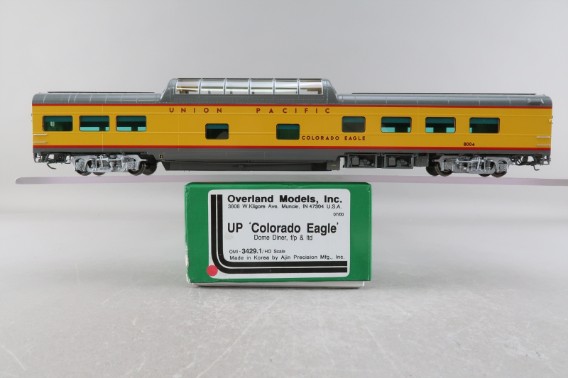 UNION PACIFIC
COLORADO EAGLE
Overland Models, Inc.
3808 W Kilgore Ave. Muncie, IN 47304 U.S.A.
UP 'Colorado Eagle'
Dome Diner, f/p & ltd
OMI-3429.1/HO Scale
Made in Korea by Ajin Precision Mfg., Inc.